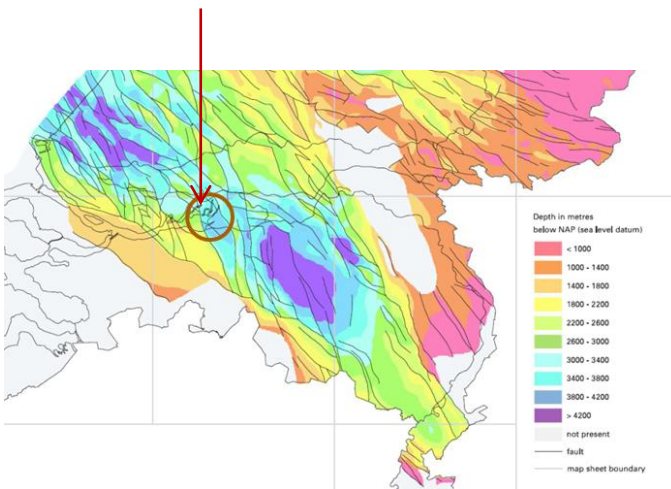 Depth in metres
below NAP (sea level datum)
< 1000
1000 - 1400
1400 - 1800
1800 - 2200
2200 - 2600
2600 - 3000
3000 - 3400
3400 - 3800
3800 - 4200
> 4200
not present
fault
map sheet boundary